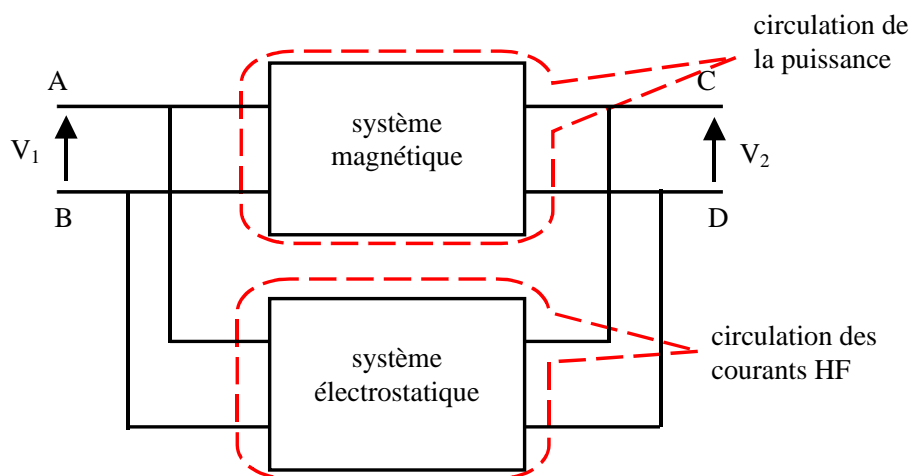 circulation de
la puissance
A
C
système
magnétique
V₁
V₂
B
D
système
électrostatique
circulation des
courants HF